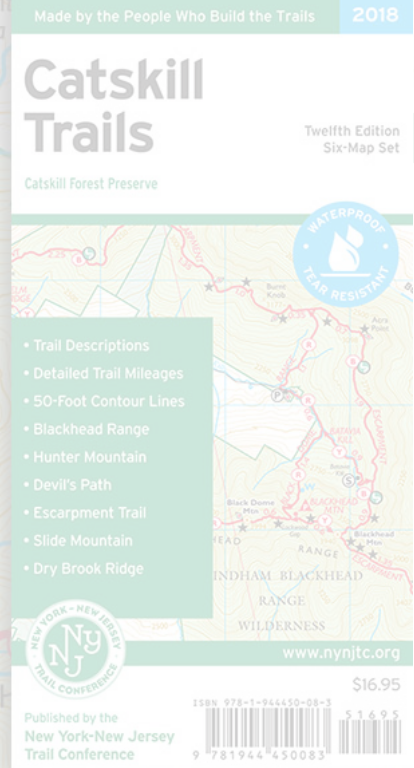 Made by the People Who Build the Trails
2018
Catskill
Trails
Twelfth Edition
Six-Map Set
Catskill Forest Preserve
WATERPROOF
TEAR RESISTANT
2.25
Burnt
Knob
Acra
Point
• Trail Descriptions
• Detailed Trail Mileages
• 50-Foot Contour Lines
• Blackhead Range
• Hunter Mountain
• Devil's Path
• Escarpment Trail
• Slide Mountain
• Dry Brook Ridge
P
BATAVIA
KILL
ESCARPMENT
Black Dome
Mtn
BLACKHEAD
MTN
Blackhead
Mtn
RANGE
ESCARPMENT
INDHAM BLACKHEAD
RANGE
WILDERNESS
NEW YORK – NEW JERSEY
NY
NJ
TRAIL CONFERENCE
www.nynjtc.org
$16.95
ISBN 978-1-944450-08-3
51695
Published by the
New York-New Jersey
Trail Conference
9 781944 450083